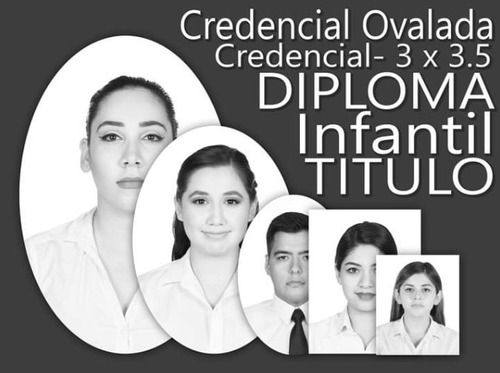 Credencial Ovalada
Credencial- 3 x 3.5
DIPLOMA
Infantil
TITULO